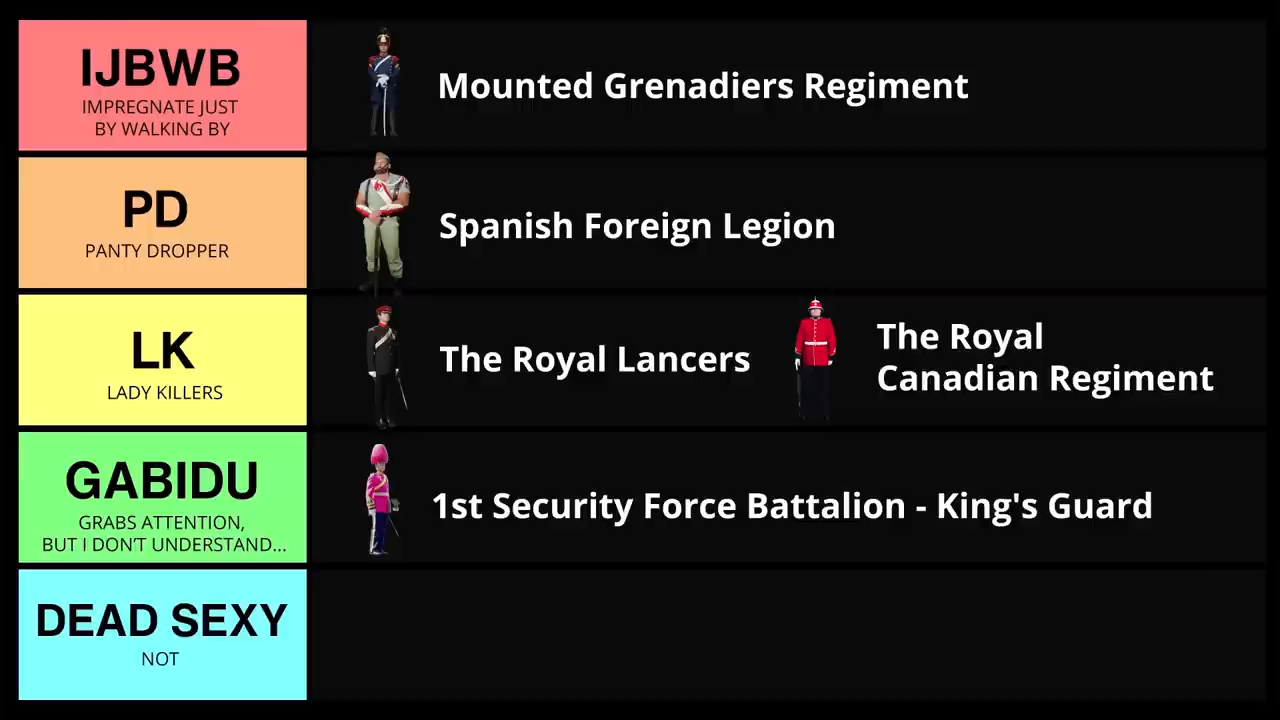 IJBWB
IMPREGNATE JUST
BY WALKING BY
Mounted Grenadiers Regiment
PD
PANTY DROPPER
Spanish Foreign Legion
LK
LADY KILLERS
The Royal Lancers
The Royal
Canadian Regiment
GABIDU
GRABS ATTENTION,
BUT I DON'T UNDERSTAND...
1st Security Force Battalion - King's Guard
DEAD SEXY
NOT